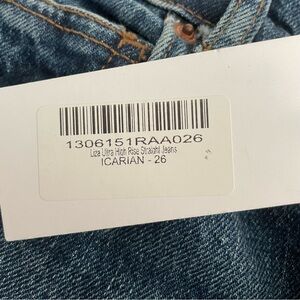 1306151RAA026
Liza Ultra High Rise Straight Jeans
ICARIAN - 26